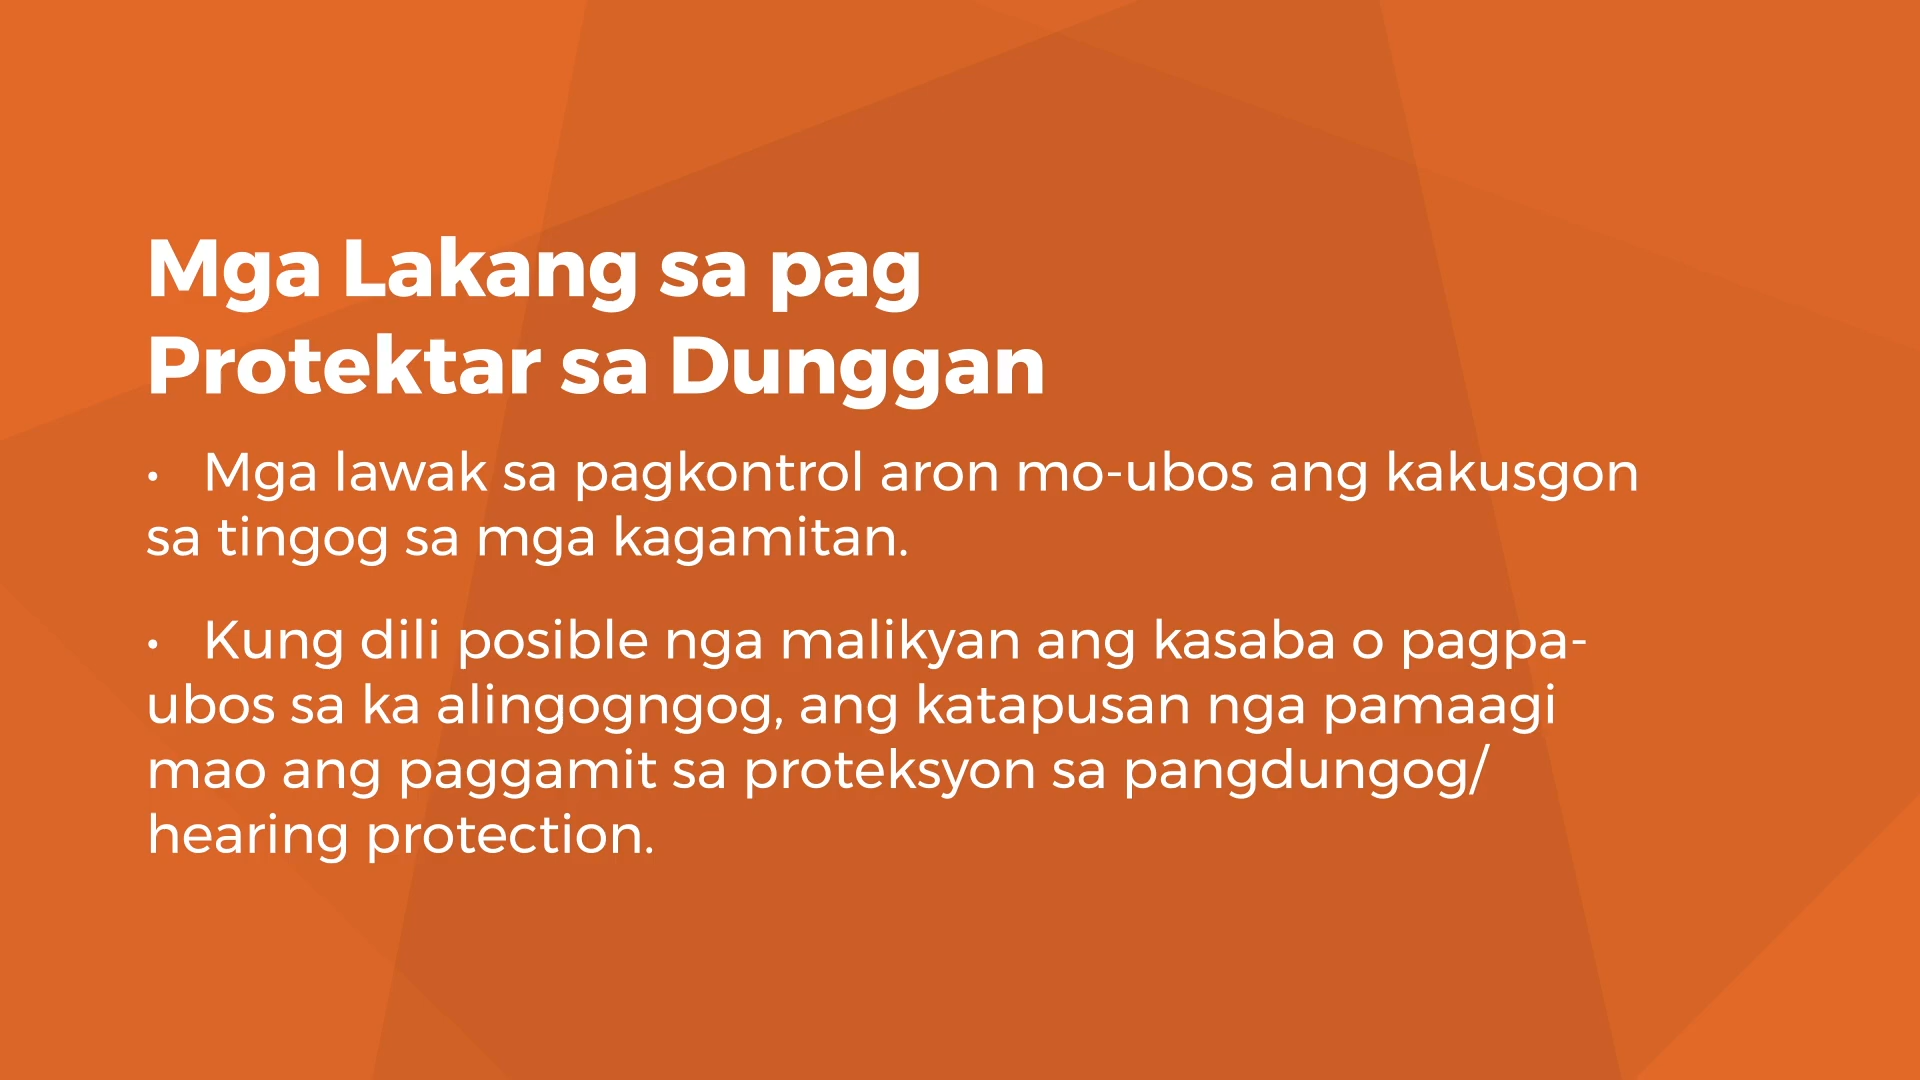 Mga Lakang sa pag
Protektar sa Dunggan
• Mga lawak sa pagkontrol aron mo-ubos ang kakusgon
sa tingog sa mga kagamitan.
• Kung dili posible nga malikyan ang kasaba o pagpa-
ubos sa ka alingogngog, ang katapusan nga pamaagi
mao ang paggamit sa proteksyon sa pangdungog/
hearing protection.